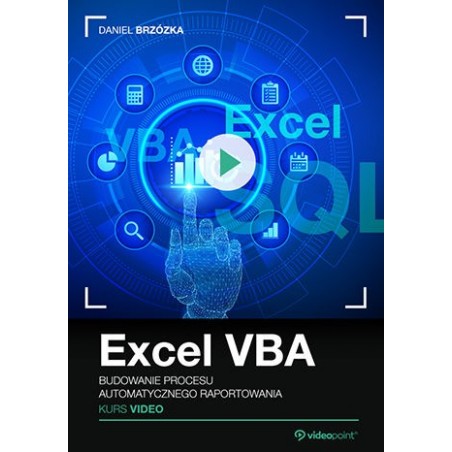 DANIEL BRZÓZKA
Excel
VBA
SQL
Excel VBA
BUDOWANIE PROCESU
AUTOMATYCZNEGO RAPORTOWANIA
KURS VIDEO
videopoint